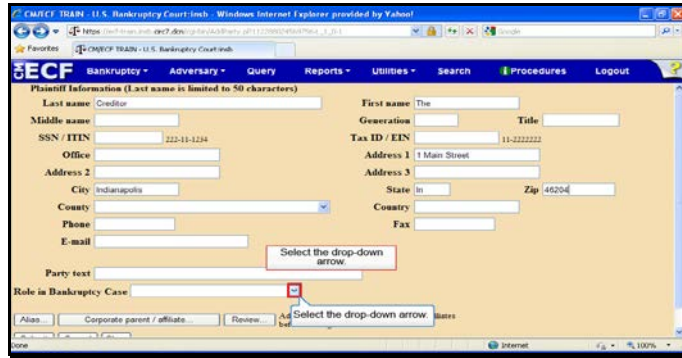 CM/ECF TRAIN - U.S. Bankruptcy Court:insb - Windows Internet Explorer provided by Yahoo!
Google
Favorites CM/ECF TRAIN - U.S. Bankruptcy Court:insb
CM ECF Bankruptcy Adversary Query Reports Utilities Search Procedures Logout ?
Plaintiff Information (Last name is limited to 50 characters)
Last name Creditor First name The
Middle name Generation Title
SSN / ITIN 222-11-1234 Tax ID / EIN 11-2222222
Office Address 1 1 Main Street
Address 2 Address 3
City Indianapolis State In Zip 46204
County Country
Phone Fax
E-mail
Select the drop-down
arrow.
Party text
Role in Bankruptcy Case
Select the drop-down arrow.
Alias... Corporate parent / affiliate... Review...
Done Internet 100%